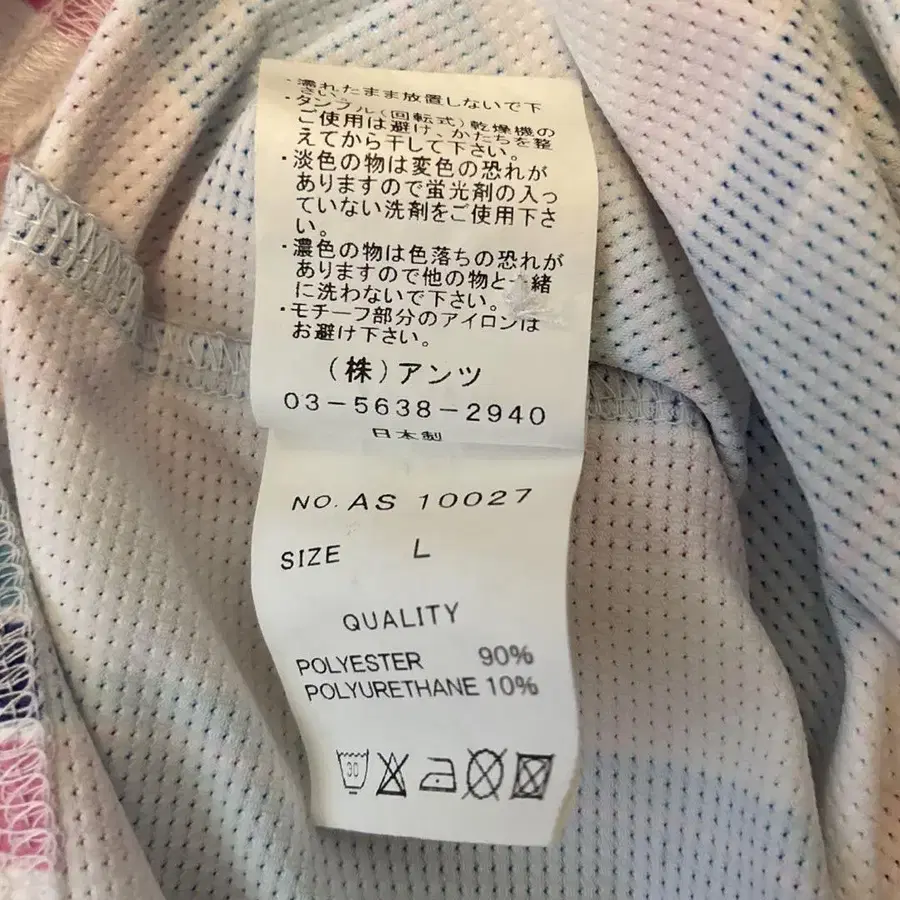 ・濡れたまま放置しないで下
さい。
・タンブル(回転式)乾燥機の
ご使用は避け、かたちを整
えてから干して下さい。
・淡色の物は変色の恐れが
ありますので蛍光剤の入っ
ていない洗剤をご使用下さ
い。
・濃色の物は色落ちの恐れが
ありますので他の物と一緒
に洗わないで下さい。
・モチーフ部分のアイロンは
お避け下さい。
(株)アンツ
03-5638-2940
日本製
NO. AS 10027
SIZE L
QUALITY
POLYESTER 90%
POLYURETHANE 10%
30